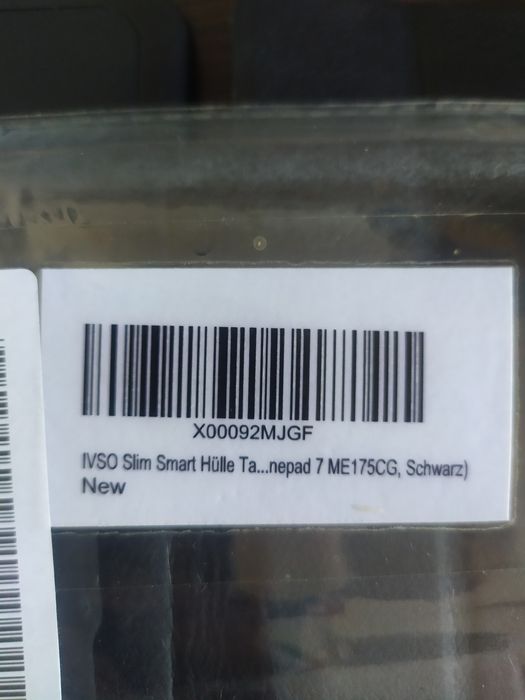 X00092MJGF
IVSO Slim Smart Hülle Ta...nepad 7 ME175CG, Schwarz)
New